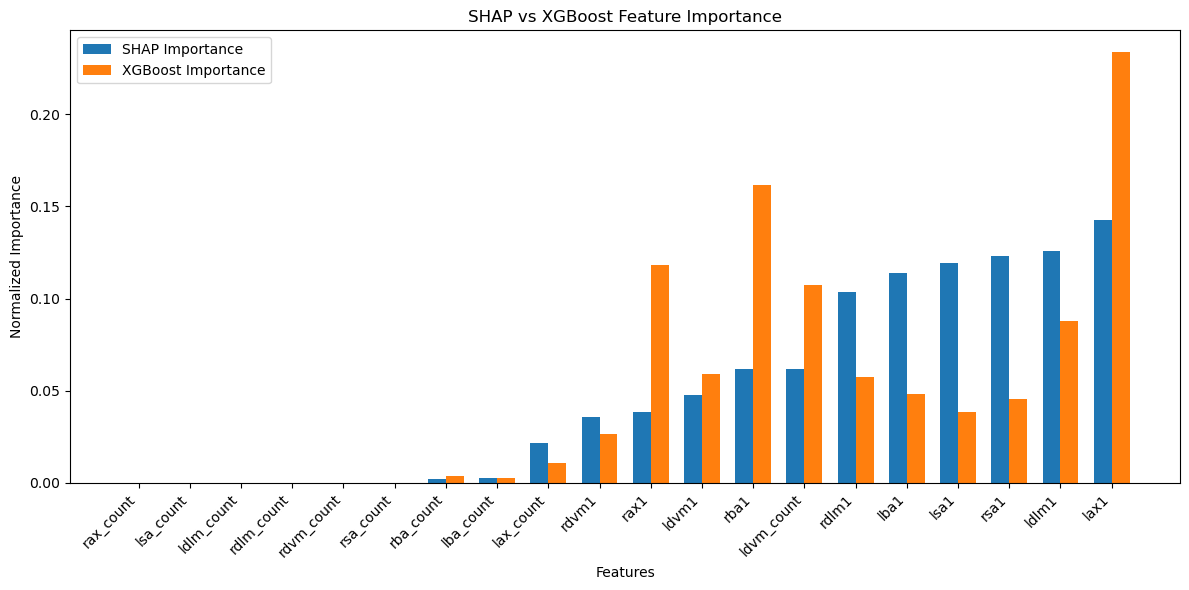 SHAP vs XGBoost Feature Importance
SHAP Importance
XGBoost Importance
Normalized Importance
0.20
0.15
0.10
0.05
0.00
rax_count
lsa_count
ldlm_count
rdlm_count
rdvm_count
rsa_count
rba_count
lba_count
lax_count
rdvm1
rax1
ldvm1
rba1
ldvm_count
rdlm1
lba1
lsa1
rsa1
ldlm1
lax1
Features